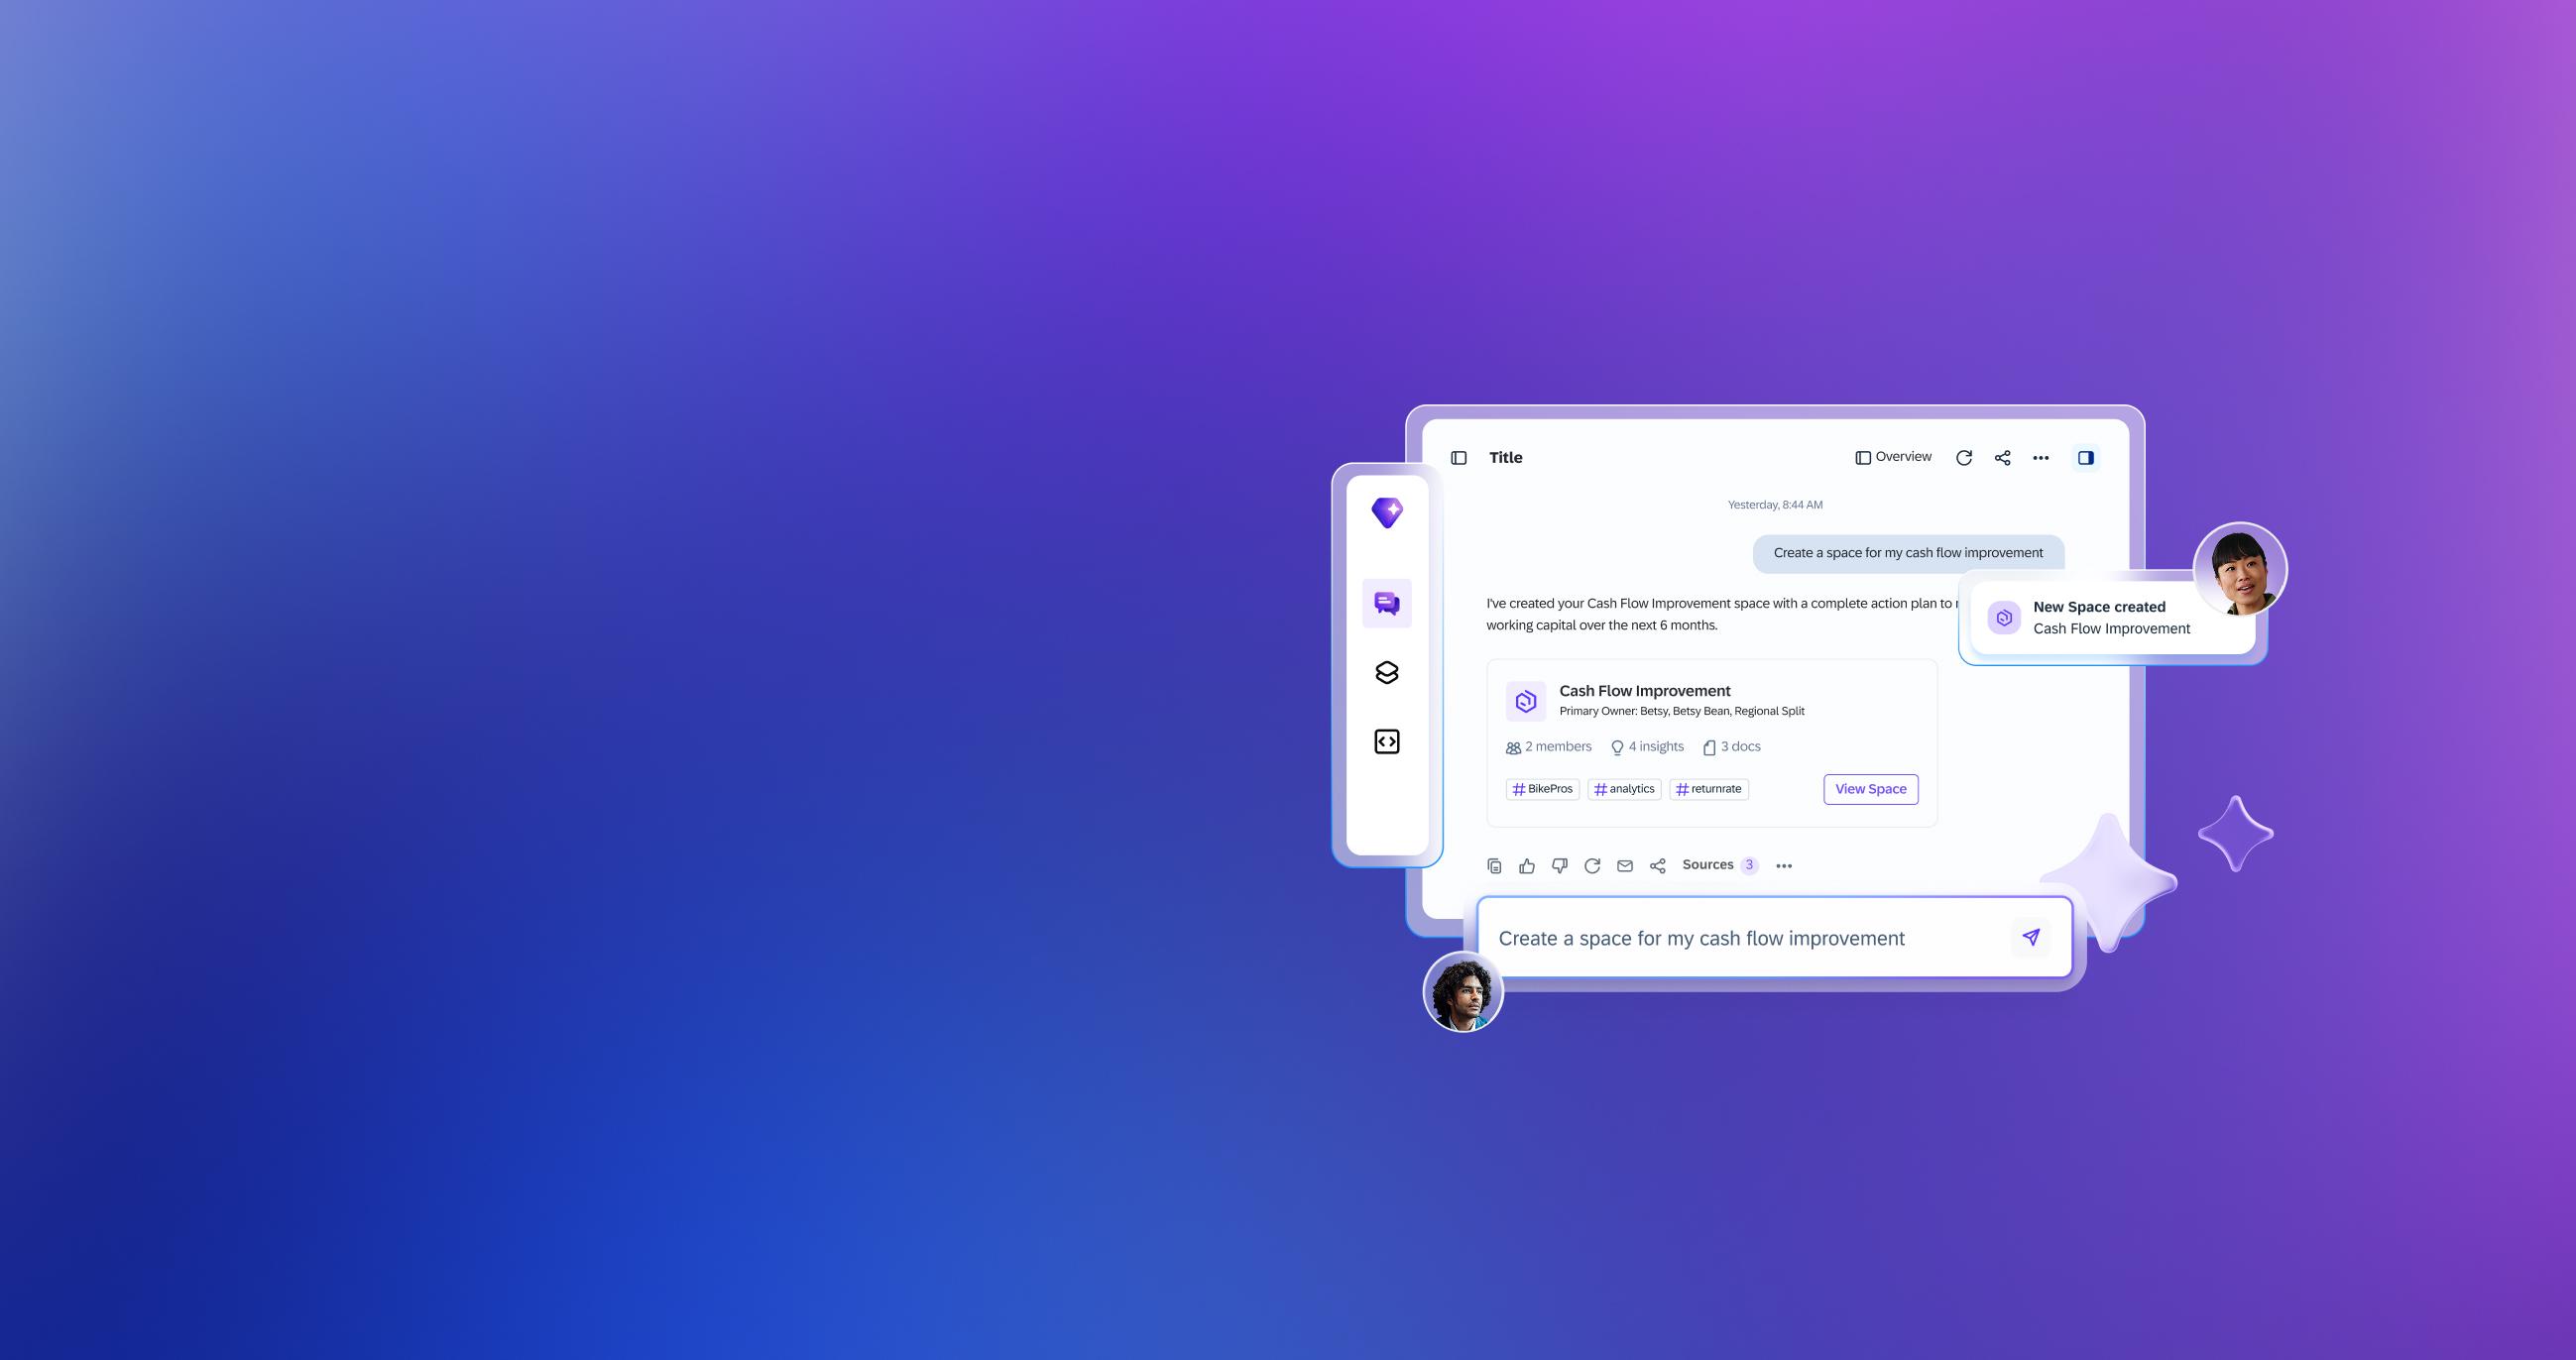 Title
Overview
Yesterday, 8:44 AM
Create a space for my cash flow improvement
I've created your Cash Flow Improvement space with a complete action plan to
working capital over the next 6 months.
New Space created
Cash Flow Improvement
Cash Flow Improvement
Primary Owner: Betsy, Betsy Bean, Regional Split
2 members 4 insights 3 docs
#BikePros #analytics #returnrate View Space
Sources 3
Create a space for my cash flow improvement